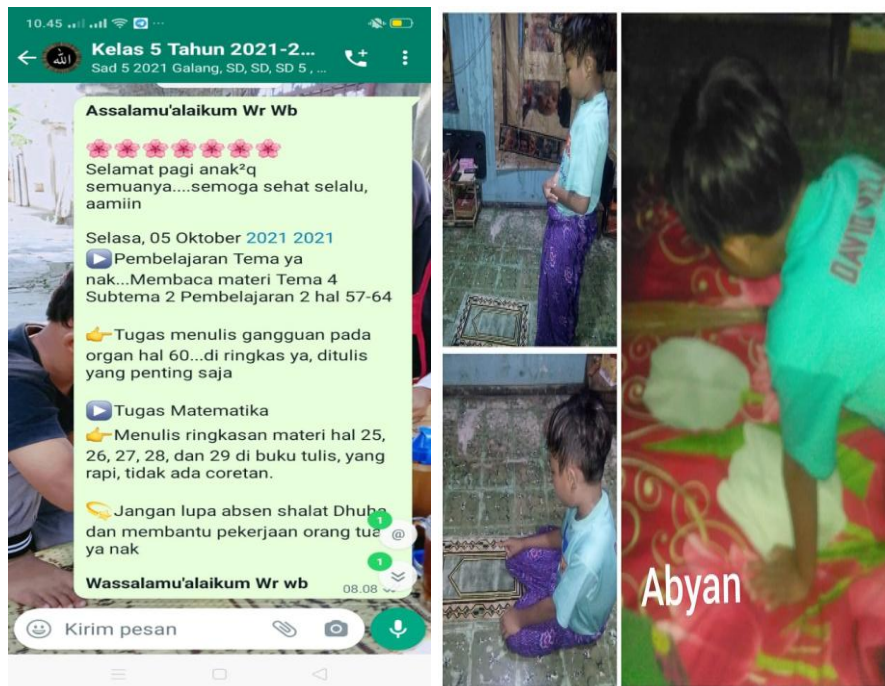 10.45
Kelas 5 Tahun 2021-2...
Sad 5 2021 Galang, SD, SD, SD 5 , ...
Assalamu'alaikum Wr Wb
🌸🌸🌸🌸🌸🌸🌸
Selamat pagi anak²q
semuanya....semoga sehat selalu,
aamiin
Selasa, 05 Oktober 2021 2021
▶️Pembelajaran Tema ya
nak...Membaca materi Tema 4
Subtema 2 Pembelajaran 2 hal 57-64
👉Tugas menulis gangguan pada
organ hal 60...di ringkas ya, ditulis
yang penting saja
▶️Tugas Matematika
👉Menulis ringkasan materi hal 25,
26, 27, 28, dan 29 di buku tulis, yang
rapi, tidak ada coretan.
💫Jangan lupa absen shalat Dhuha
1
@
dan membantu pekerjaan orang tua
ya nak
1
Wassalamu'alaikum Wr wb
08.08
Kirim pesan
Abyan